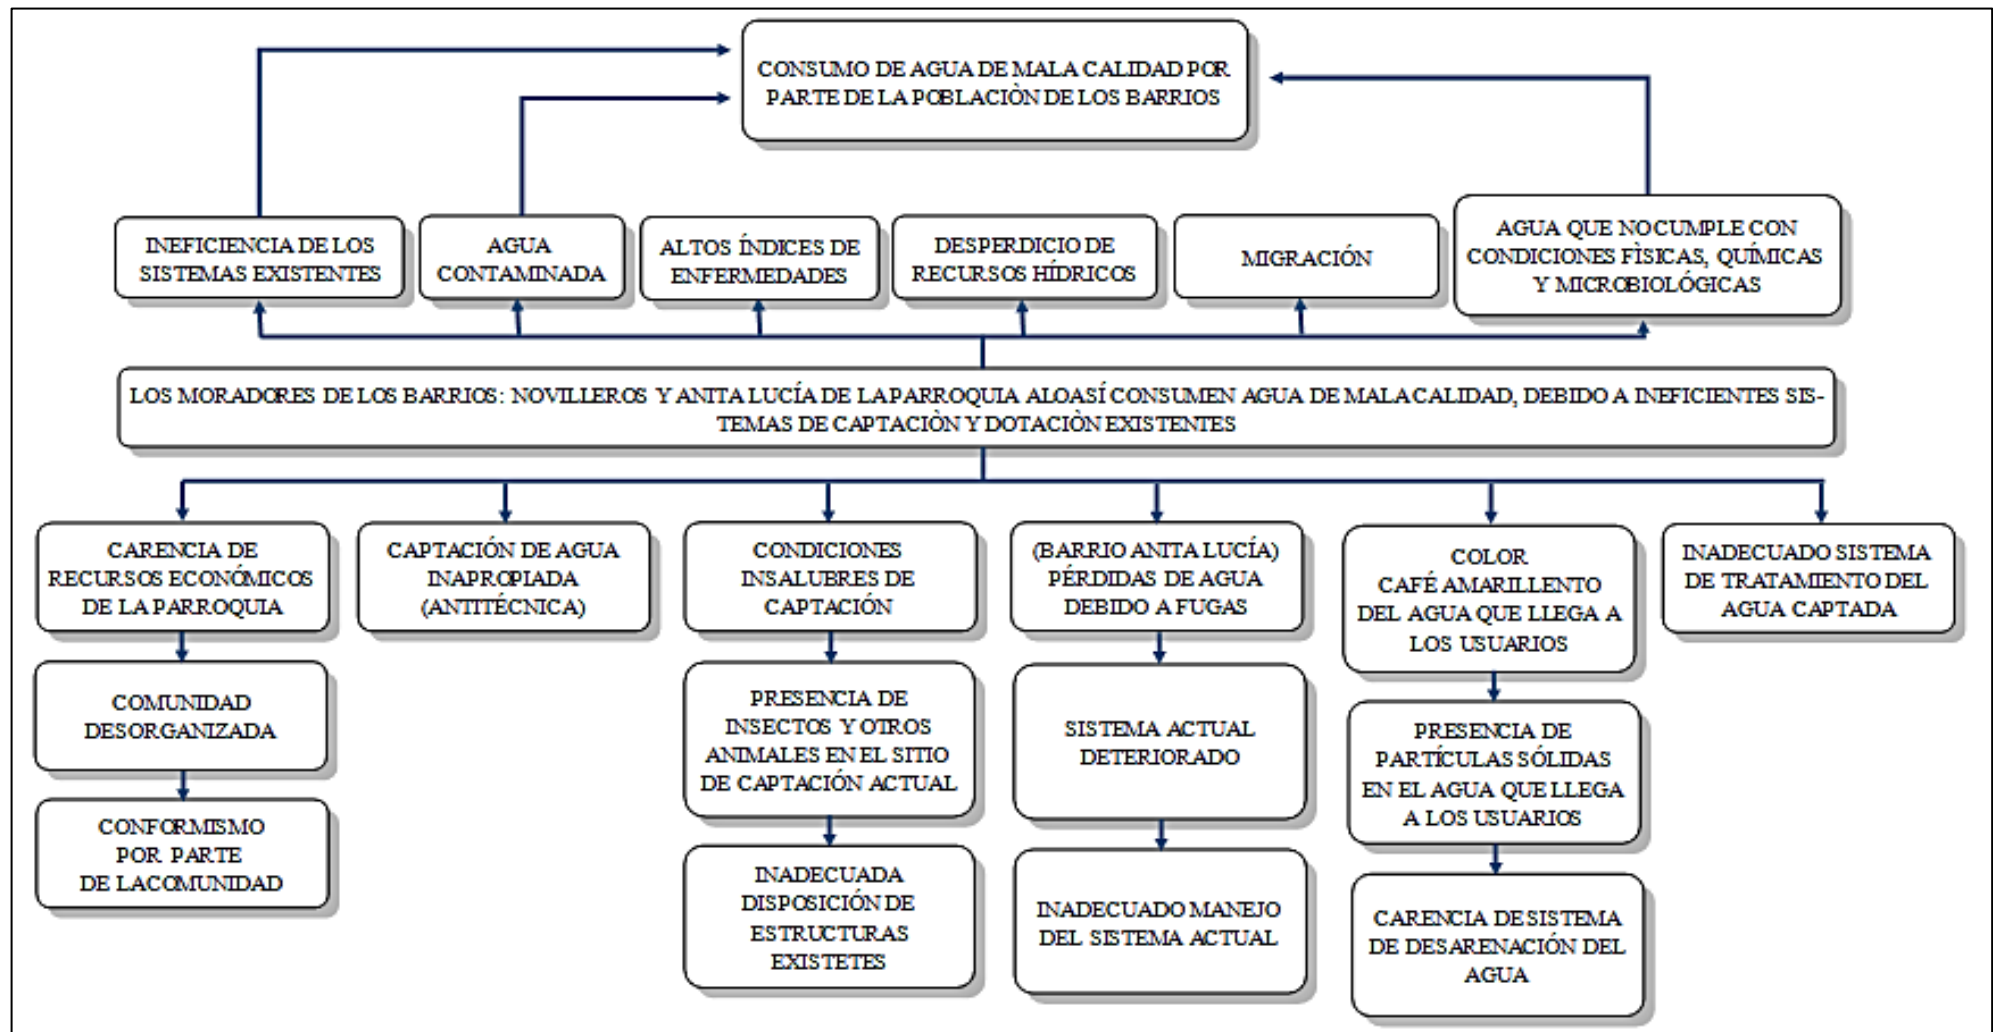 CONSUMO DE AGUA DE MALA CALIDAD POR
PARTE DE LA POBLACIÒN DE LOS BARRIOS
INEFICIENCIA DE LOS
SISTEMAS EXISTENTES
AGUA
CONTAMINADA
ALTOS ÍNDICES DE
ENFERMEDADES
DESPERDICIO DE
RECURSOS HÍDRICOS
MIGRACIÓN
AGUA QUE NO CUMPLE CON
CONDICIONES FÌSICAS, QUÍMICAS
Y MICROBIOLÓGICAS
LOS MORADORES DE LOS BARRIOS: NOVILLEROS Y ANITA LUCÍA DE LA PARROQUIA ALOASÍ CONSUMEN AGUA DE MALA CALIDAD, DEBIDO A INEFICIENTES SIS-
TEMAS DE CAPTACIÒN Y DOTACIÒN EXISTENTES
CARENCIA DE
RECURSOS ECONÓMICOS
DE LA PARROQUIA
COMUNIDAD
DESORGANIZADA
CONFORMISMO
POR PARTE
DE LACOMUNIDAD
CAPTACIÓN DE AGUA
INAPROPIADA
(ANTITÉCNICA)
CONDICIONES
INSALUBRES DE
CAPTACIÓN
PRESENCIA DE
INSECTOS Y OTROS
ANIMALES EN EL SITIO
DE CAPTACIÓN ACTUAL
INADECUADA
DISPOSICIÓN DE
ESTRUCTURAS
EXISTETES
(BARRIO ANITA LUCÍA)
PÉRDIDAS DE AGUA
DEBIDO A FUGAS
SISTEMA ACTUAL
DETERIORADO
INADECUADO MANEJO
DEL SISTEMA ACTUAL
COLOR
CAFÉ AMARILLENTO
DEL AGUA QUE LLEGA A
LOS USUARIOS
PRESENCIA DE
PARTÍCULAS SÓLIDAS
EN EL AGUA QUE LLEGA
A LOS USUARIOS
CARENCIA DE SISTEMA
DE DESARENACIÓN DEL
AGUA
INADECUADO SISTEMA
DE TRATAMIENTO DEL
AGUA CAPTADA